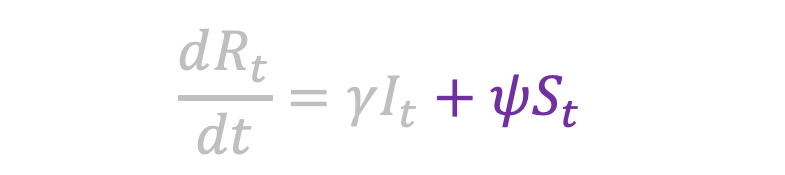 dR_t/dt = γI_t + ψS_t